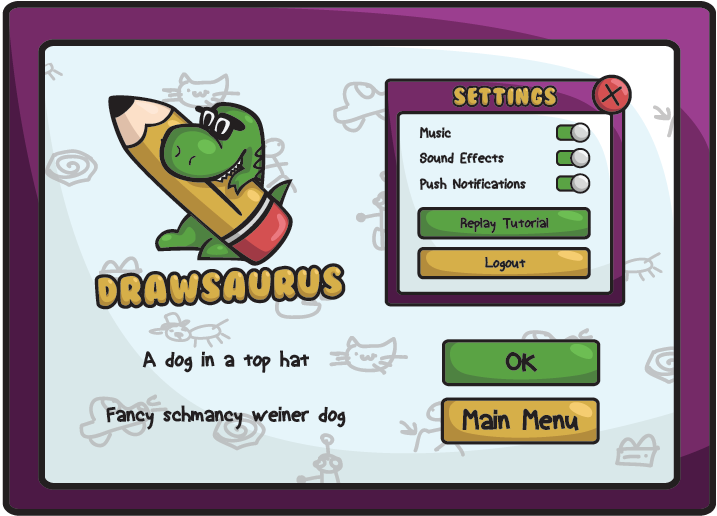 SETTINGS
Music
Sound Effects
Push Notifications
Replay Tutorial
Logout
DRAWSAURUS
A dog in a top hat
OK
Fancy schmancy weiner dog
Main Menu